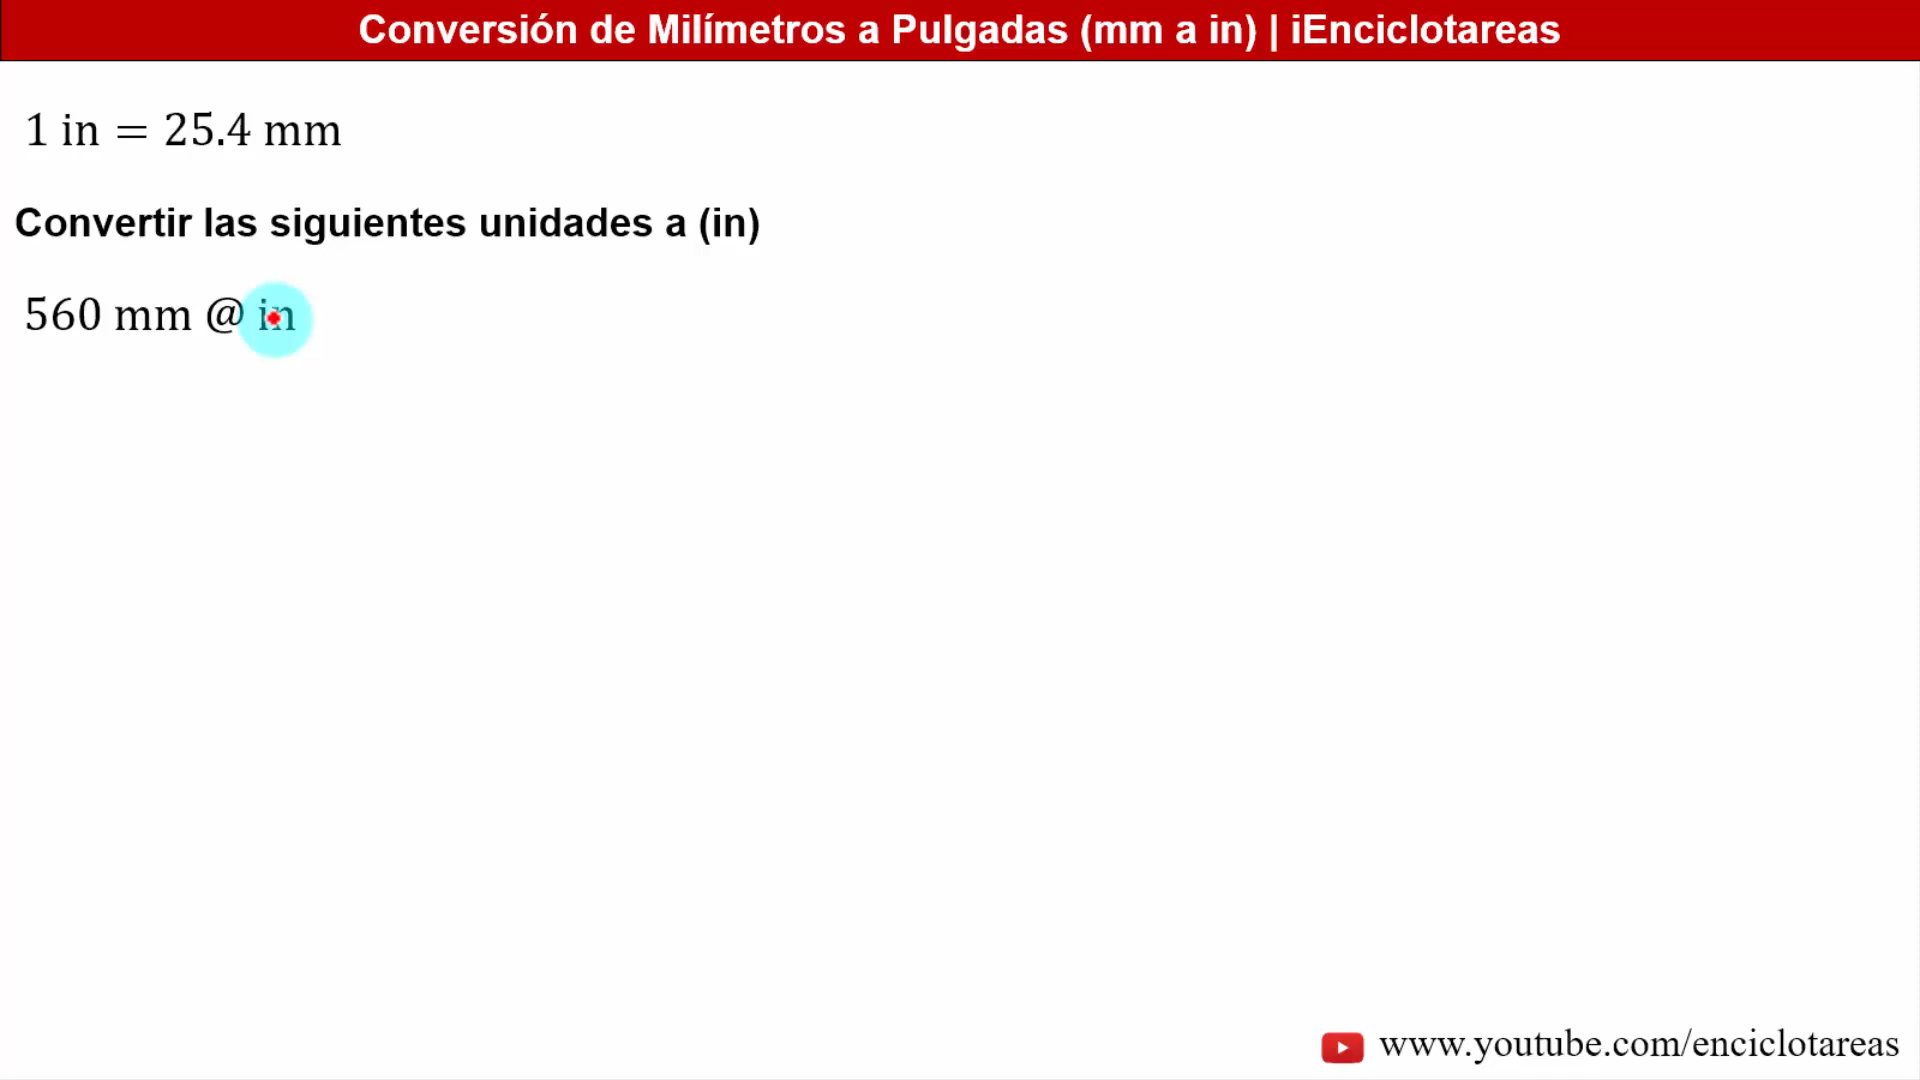 Conversión de Milímetros a Pulgadas (mm a in) | iEnciclotareas
1 in = 25.4 mm
Convertir las siguientes unidades a (in)
560 mm @ in
www.youtube.com/enciclotareas